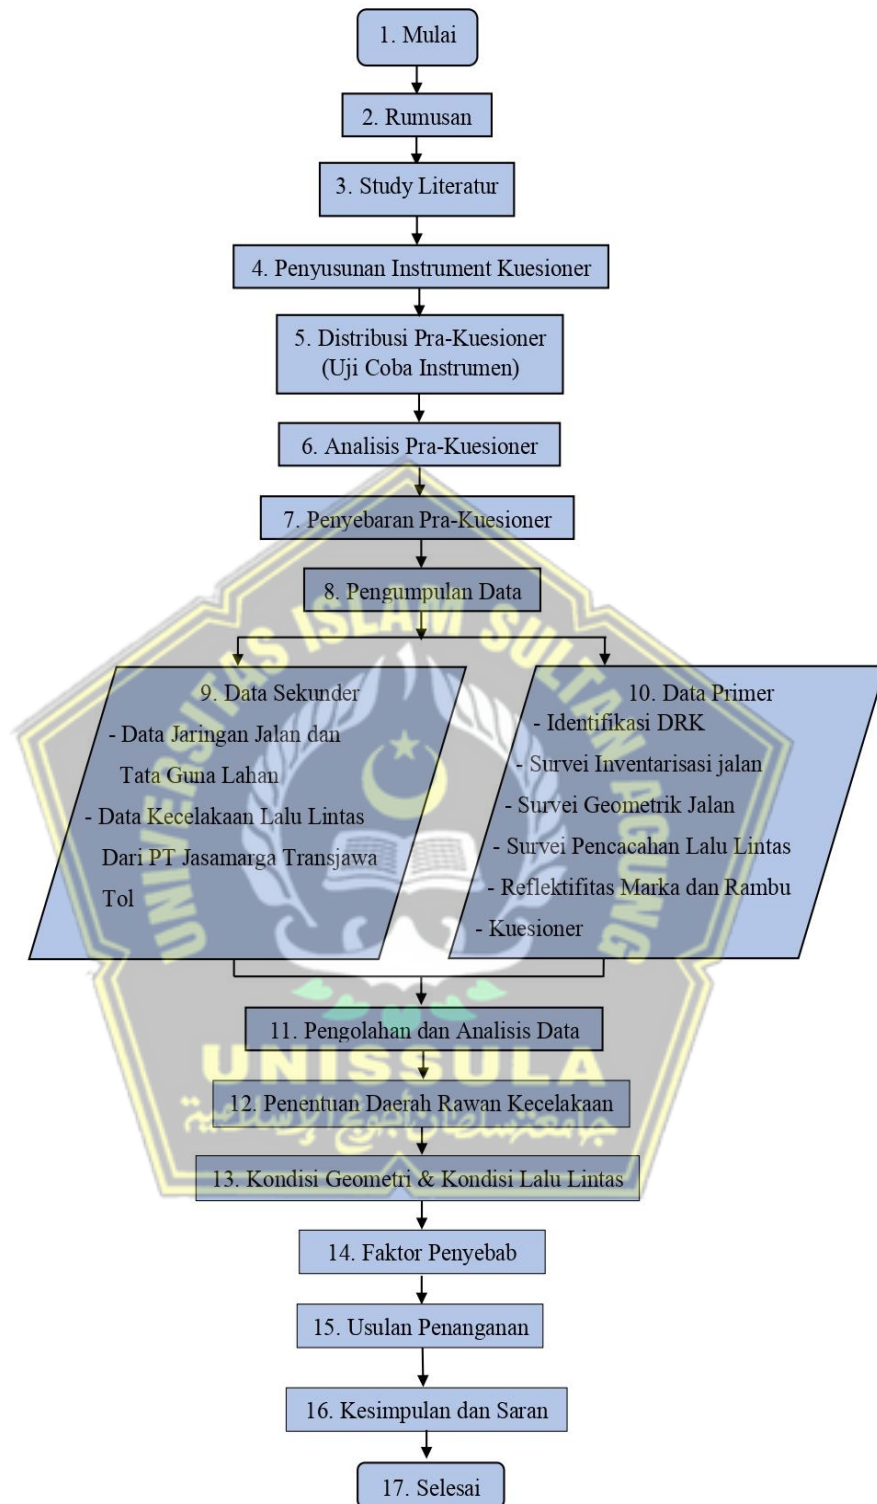 1. Mulai
2. Rumusan
3. Study Literatur
4. Penyusunan Instrument Kuesioner
5. Distribusi Pra-Kuesioner
(Uji Coba Instrumen)
6. Analisis Pra-Kuesioner
7. Penyebaran Pra-Kuesioner
8. Pengumpulan Data
9. Data Sekunder
- Data Jaringan Jalan dan
Tata Guna Lahan
- Data Kecelakaan Lalu Lintas
Dari PT Jasamarga Transjawa
Tol
10. Data Primer
- Identifikasi DRK
- Survei Inventarisasi jalan
- Survei Geometrik Jalan
- Survei Pencacahan Lalu Lintas
- Reflektifitas Marka dan Rambu
- Kuesioner
11. Pengolahan dan Analisis Data
12. Penentuan Daerah Rawan Kecelakaan
13. Kondisi Geometri & Kondisi Lalu Lintas
14. Faktor Penyebab
15. Usulan Penanganan
16. Kesimpulan dan Saran
17. Selesai
UNIVERSITAS ISLAM SULTAN AGUNG
UNISSULA